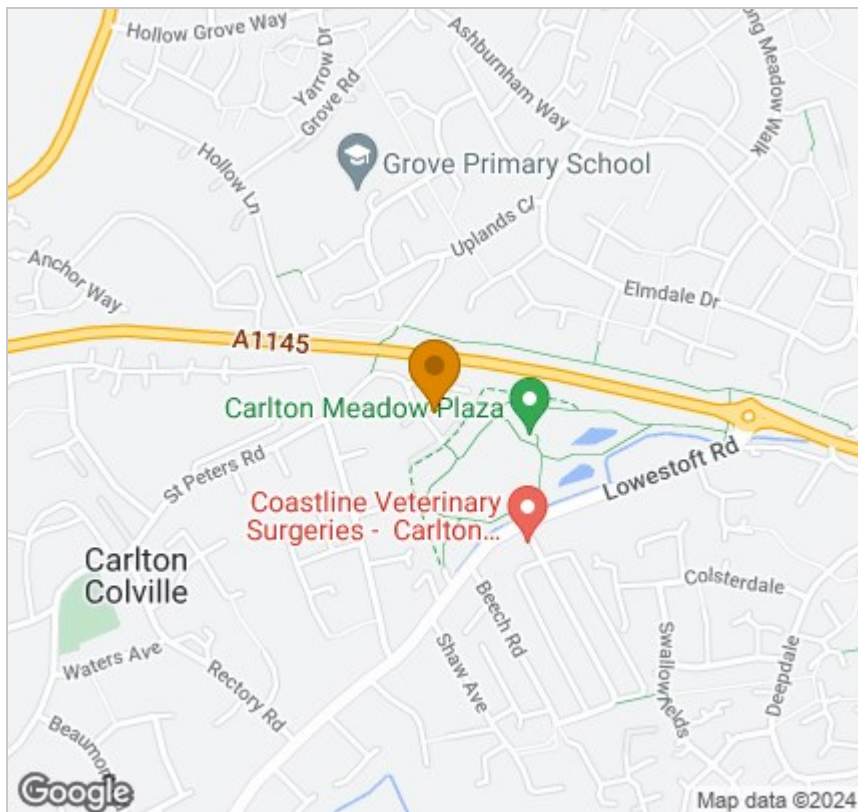 Hollow Grove Way
Yarrow Dr
Grove Rd
Ashburnham Way
ong Meadow Walk
Grove Primary School
Hollow Ln
Uplands Cl
Anchor Way
Elmdale Dr
A1145
Carlton Meadow Plaza
St Peters Rd
Lowestoft Rd
Coastline Veterinary
Surgeries - Carlton...
Carlton
Colville
Colsterdale
Beech Rd
Swallowfields
Deepdale
Shaw Ave
Waters Ave
Rectory Rd
Beaumon
Google
Map data ©2024